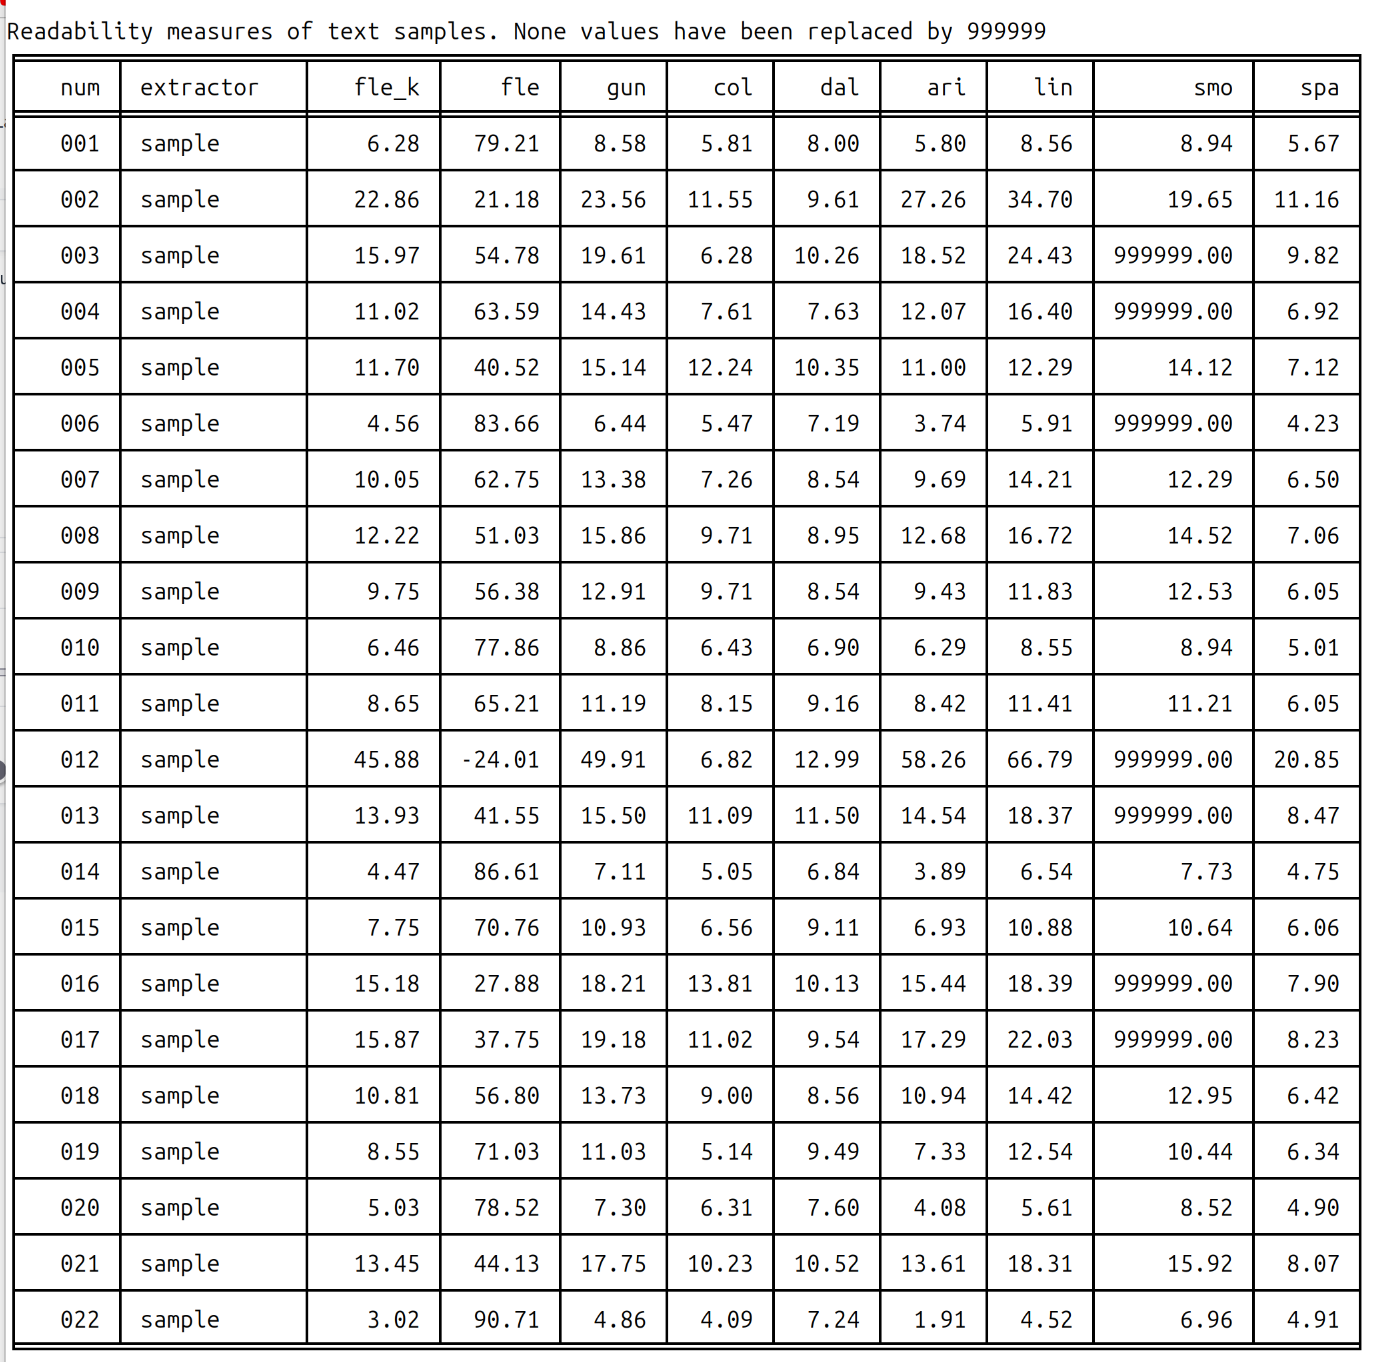 Readability measures of text samples. None values have been replaced by 999999
num extractor fle_k fle gun col dal ari lin smo spa
001 sample 6.28 79.21 8.58 5.81 8.00 5.80 8.56 8.94 5.67
002 sample 22.86 21.18 23.56 11.55 9.61 27.26 34.70 19.65 11.16
003 sample 15.97 54.78 19.61 6.28 10.26 18.52 24.43 999999.00 9.82
004 sample 11.02 63.59 14.43 7.61 7.63 12.07 16.40 999999.00 6.92
005 sample 11.70 40.52 15.14 12.24 10.35 11.00 12.29 14.12 7.12
006 sample 4.56 83.66 6.44 5.47 7.19 3.74 5.91 999999.00 4.23
007 sample 10.05 62.75 13.38 7.26 8.54 9.69 14.21 12.29 6.50
008 sample 12.22 51.03 15.86 9.71 8.95 12.68 16.72 14.52 7.06
009 sample 9.75 56.38 12.91 9.71 8.54 9.43 11.83 12.53 6.05
010 sample 6.46 77.86 8.86 6.43 6.90 6.29 8.55 8.94 5.01
011 sample 8.65 65.21 11.19 8.15 9.16 8.42 11.41 11.21 6.05
012 sample 45.88 -24.01 49.91 6.82 12.99 58.26 66.79 999999.00 20.85
013 sample 13.93 41.55 15.50 11.09 11.50 14.54 18.37 999999.00 8.47
014 sample 4.47 86.61 7.11 5.05 6.84 3.89 6.54 7.73 4.75
015 sample 7.75 70.76 10.93 6.56 9.11 6.93 10.88 10.64 6.06
016 sample 15.18 27.88 18.21 13.81 10.13 15.44 18.39 999999.00 7.90
017 sample 15.87 37.75 19.18 11.02 9.54 17.29 22.03 999999.00 8.23
018 sample 10.81 56.80 13.73 9.00 8.56 10.94 14.42 12.95 6.42
019 sample 8.55 71.03 11.03 5.14 9.49 7.33 12.54 10.44 6.34
020 sample 5.03 78.52 7.30 6.31 7.60 4.08 5.61 8.52 4.90
021 sample 13.45 44.13 17.75 10.23 10.52 13.61 18.31 15.92 8.07
022 sample 3.02 90.71 4.86 4.09 7.24 1.91 4.52 6.96 4.91